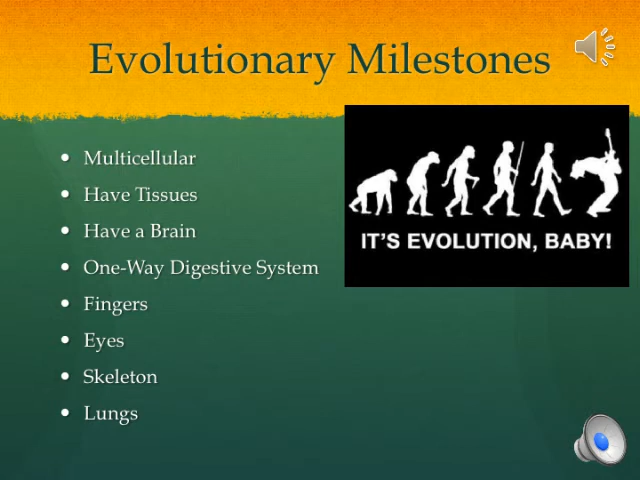 Evolutionary Milestones
Multicellular
Have Tissues
Have a Brain
One-Way Digestive System
Fingers
Eyes
Skeleton
Lungs
IT'S EVOLUTION, BABY!